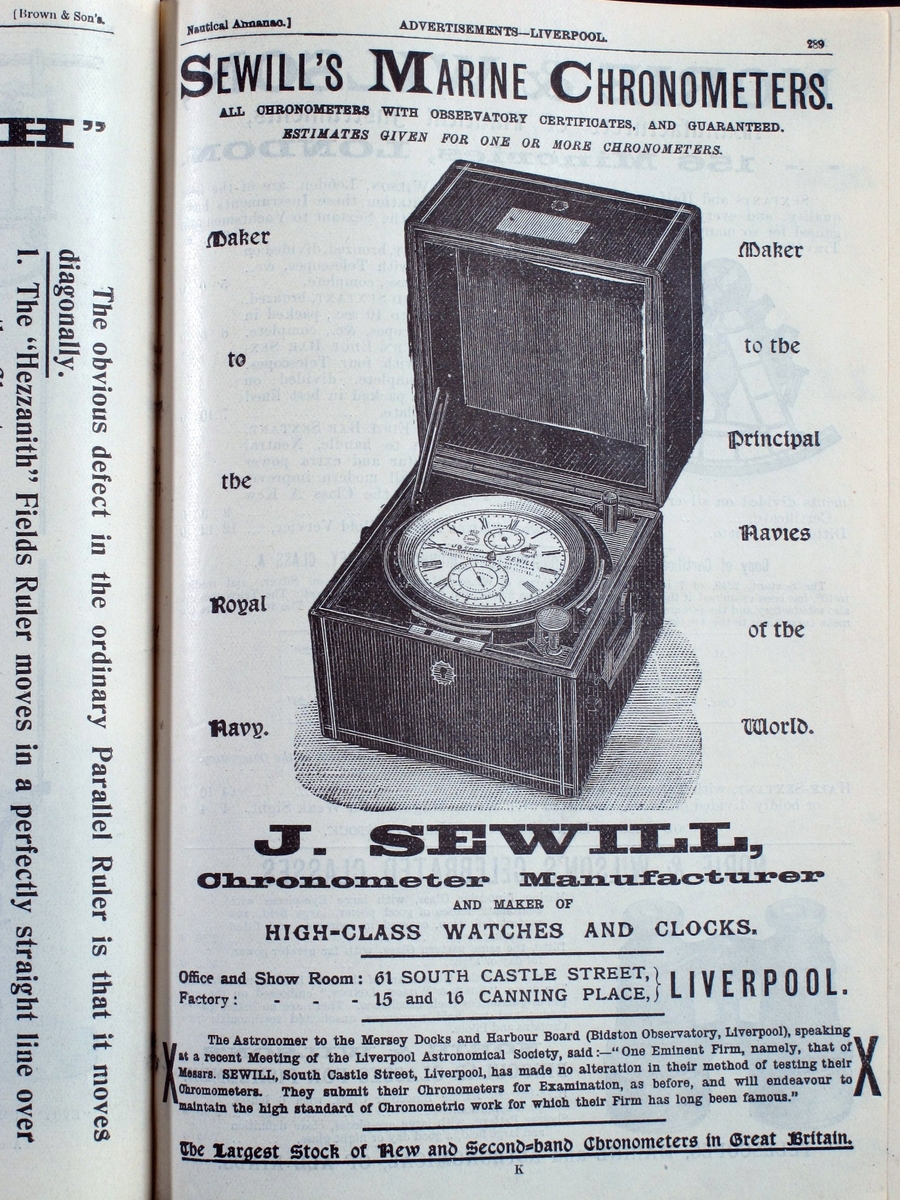 [Brown & Son's.
H”
The obvious defect in the ordinary Parallel Ruler is that it moves
diagonally.
1. The “Hezzanith” Fields Ruler moves in a perfectly straight line over
Nautical Almanac.]
ADVERTISEMENTS—LIVERPOOL.
289
SEWILL'S MARINE CHRONOMETERS.
ALL CHRONOMETERS WITH OBSERVATORY CERTIFICATES, AND GUARANTEED.
ESTIMATES GIVEN FOR ONE OR MORE CHRONOMETERS.
Maker
to
the
Royal
Navy.
Maker
to the
Principal
Navies
of the
World.
SEWILL
J. SEWILL,
Chronometer Manufacturer
AND MAKER OF
HIGH-CLASS WATCHES AND CLOCKS.
Office and Show Room: 61 SOUTH CASTLE STREET,
Factory: - - - 15 and 16 CANNING PLACE,
} LIVERPOOL.
The Astronomer to the Mersey Docks and Harbour Board (Bidston Observatory, Liverpool), speaking
at a recent Meeting of the Liverpool Astronomical Society, said:—“One Eminent Firm, namely, that of
Messrs. SEWILL, South Castle Street, Liverpool, has made no alteration in their method of testing their
Chronometers. They submit their Chronometers for Examination, as before, and will endeavour to
maintain the high standard of Chronometric work for which their Firm has long been famous.”
X
X
The Largest Stock of New and Second-hand Chronometers in Great Britain.
K